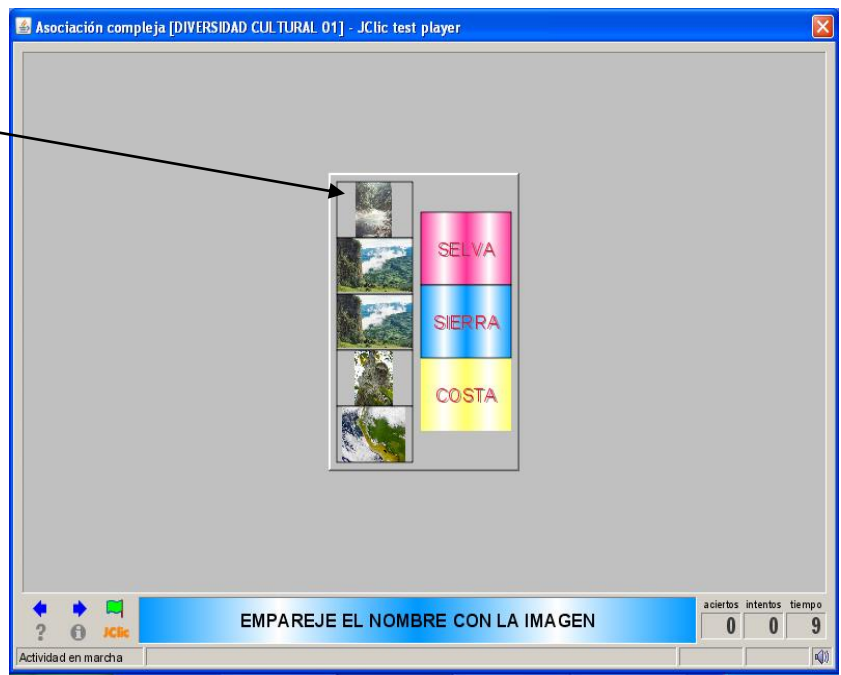 Asociación compleja [DIVERSIDAD CULTURAL 01] - JClic test player
SELVA
SIERRA
COSTA
EMPAREJE EL NOMBRE CON LA IMAGEN
aciertos intentos tiempo
0 0 9
? i JClic
Actividad en marcha